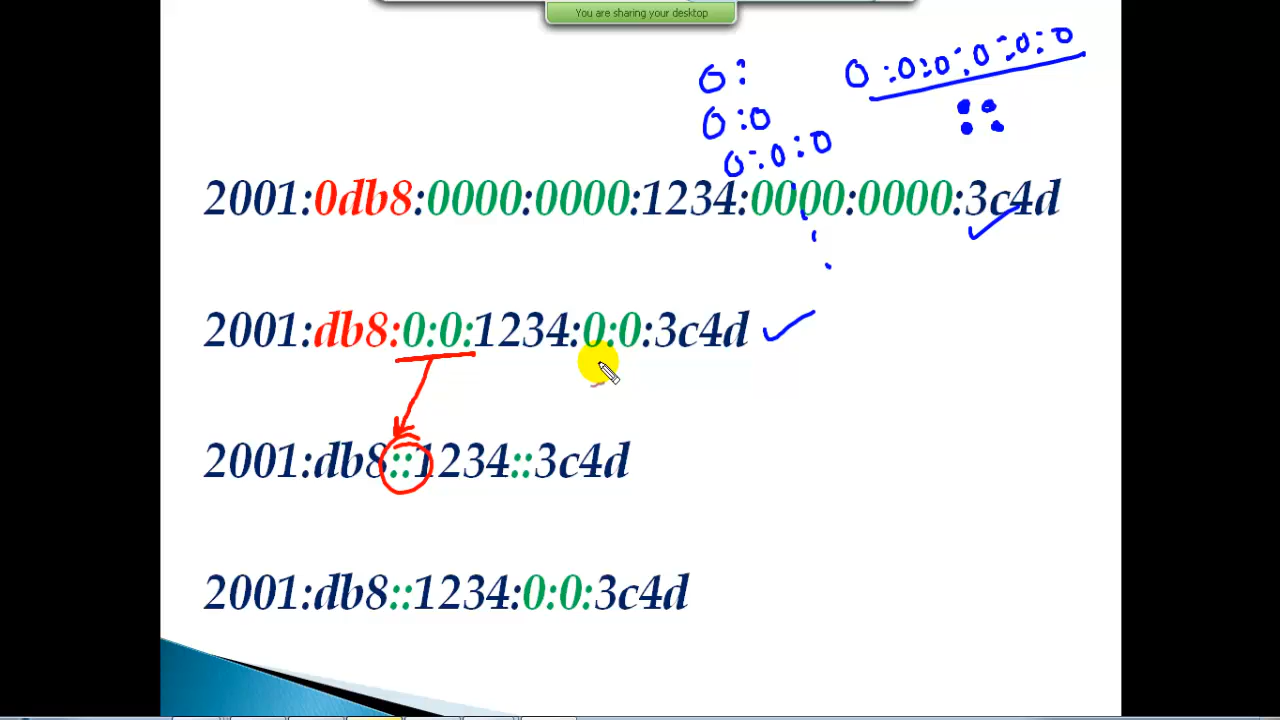 You are sharing your desktop
0:
0:0
0:0:0
0:0:0:0:0:0
::
2001:0db8:0000:0000:1234:0000:0000:3c4d
2001:db8:0:0:1234:0:0:3c4d
2001:db8::1234::3c4d
2001:db8::1234:0:0:3c4d